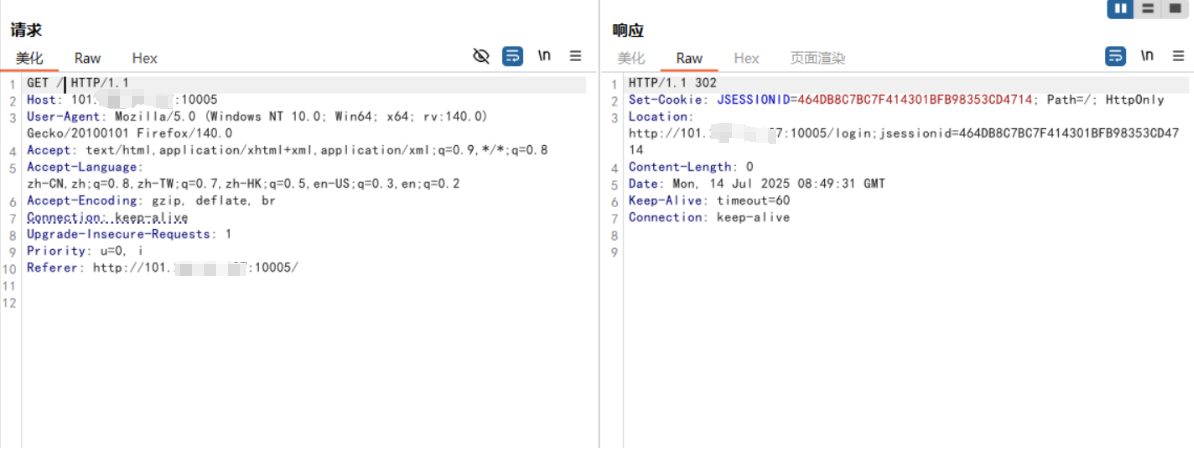 请求
美化 Raw Hex \n
1 GET / HTTP/1.1
2 Host: 101. :10005
3 User-Agent: Mozilla/5.0 (Windows NT 10.0; Win64; x64; rv:140.0)
Gecko/20100101 Firefox/140.0
4 Accept: text/html,application/xhtml+xml,application/xml;q=0.9,*/*;q=0.8
5 Accept-Language:
zh-CN,zh;q=0.8,zh-TW;q=0.7,zh-HK;q=0.5,en-US;q=0.3,en;q=0.2
6 Accept-Encoding: gzip, deflate, br
7 Connection: keep-alive
8 Upgrade-Insecure-Requests: 1
9 Priority: u=0, i
10 Referer: http://101. :10005/
11
12
响应
美化 Raw Hex 页面渲染 \n
1 HTTP/1.1 302
2 Set-Cookie: JSESSIONID=464DB8C7BC7F414301BFB98353CD4714; Path=/; HttpOnly
3 Location:
http://101. 7:10005/login;jsessionid=464DB8C7BC7F414301BFB98353CD47
14
4 Content-Length: 0
5 Date: Mon, 14 Jul 2025 08:49:31 GMT
6 Keep-Alive: timeout=60
7 Connection: keep-alive
8
9